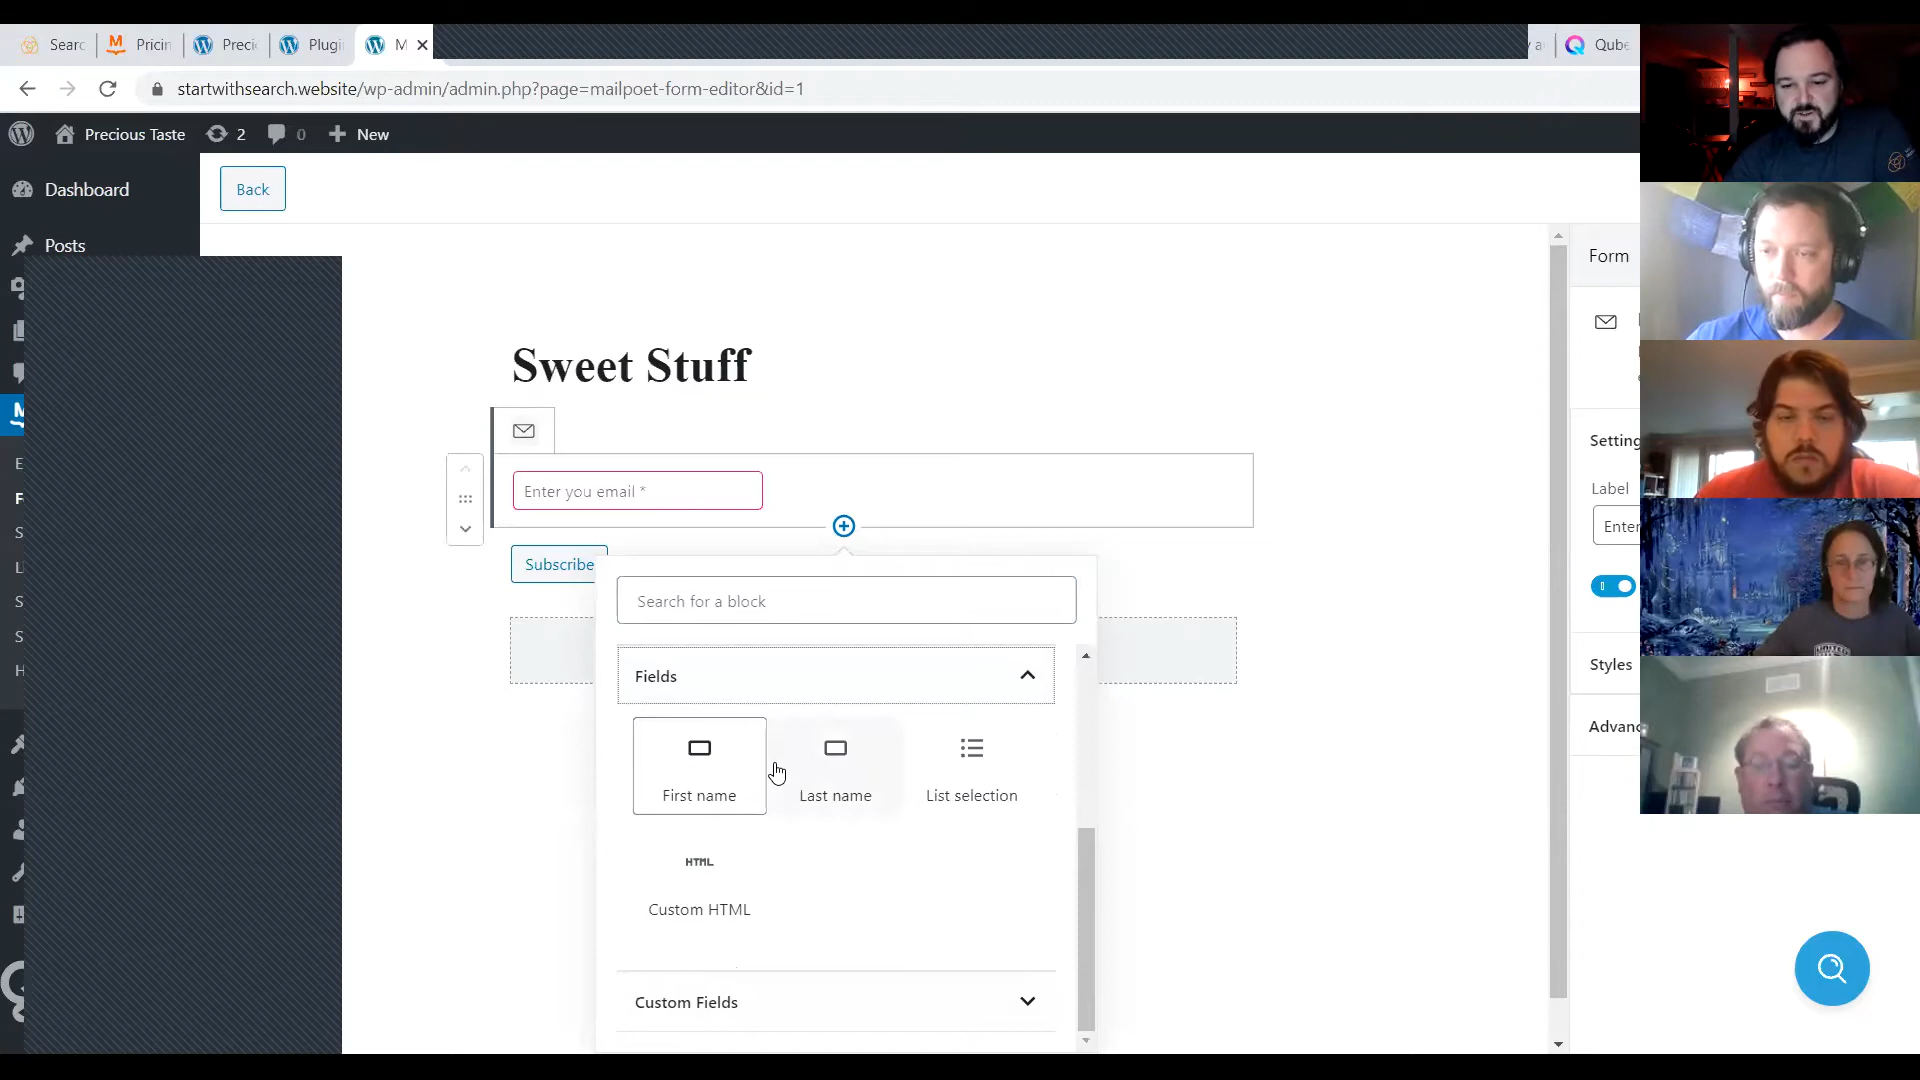 Searc
Pricin
Preci
Plugin
M
y a
Qube
startwithsearch.website/wp-admin/admin.php?page=mailpoet-form-editor&id=1
Precious Taste
2
0
New
Dashboard
Back
Posts
Form
Sweet Stuff
M
E
F
S
L
S
S
H
Setting
Label
Enter you email *
Enter
Subscribe
Search for a block
Fields
Styles
Advanc
First name
Last name
List selection
HTML
Custom HTML
Custom Fields